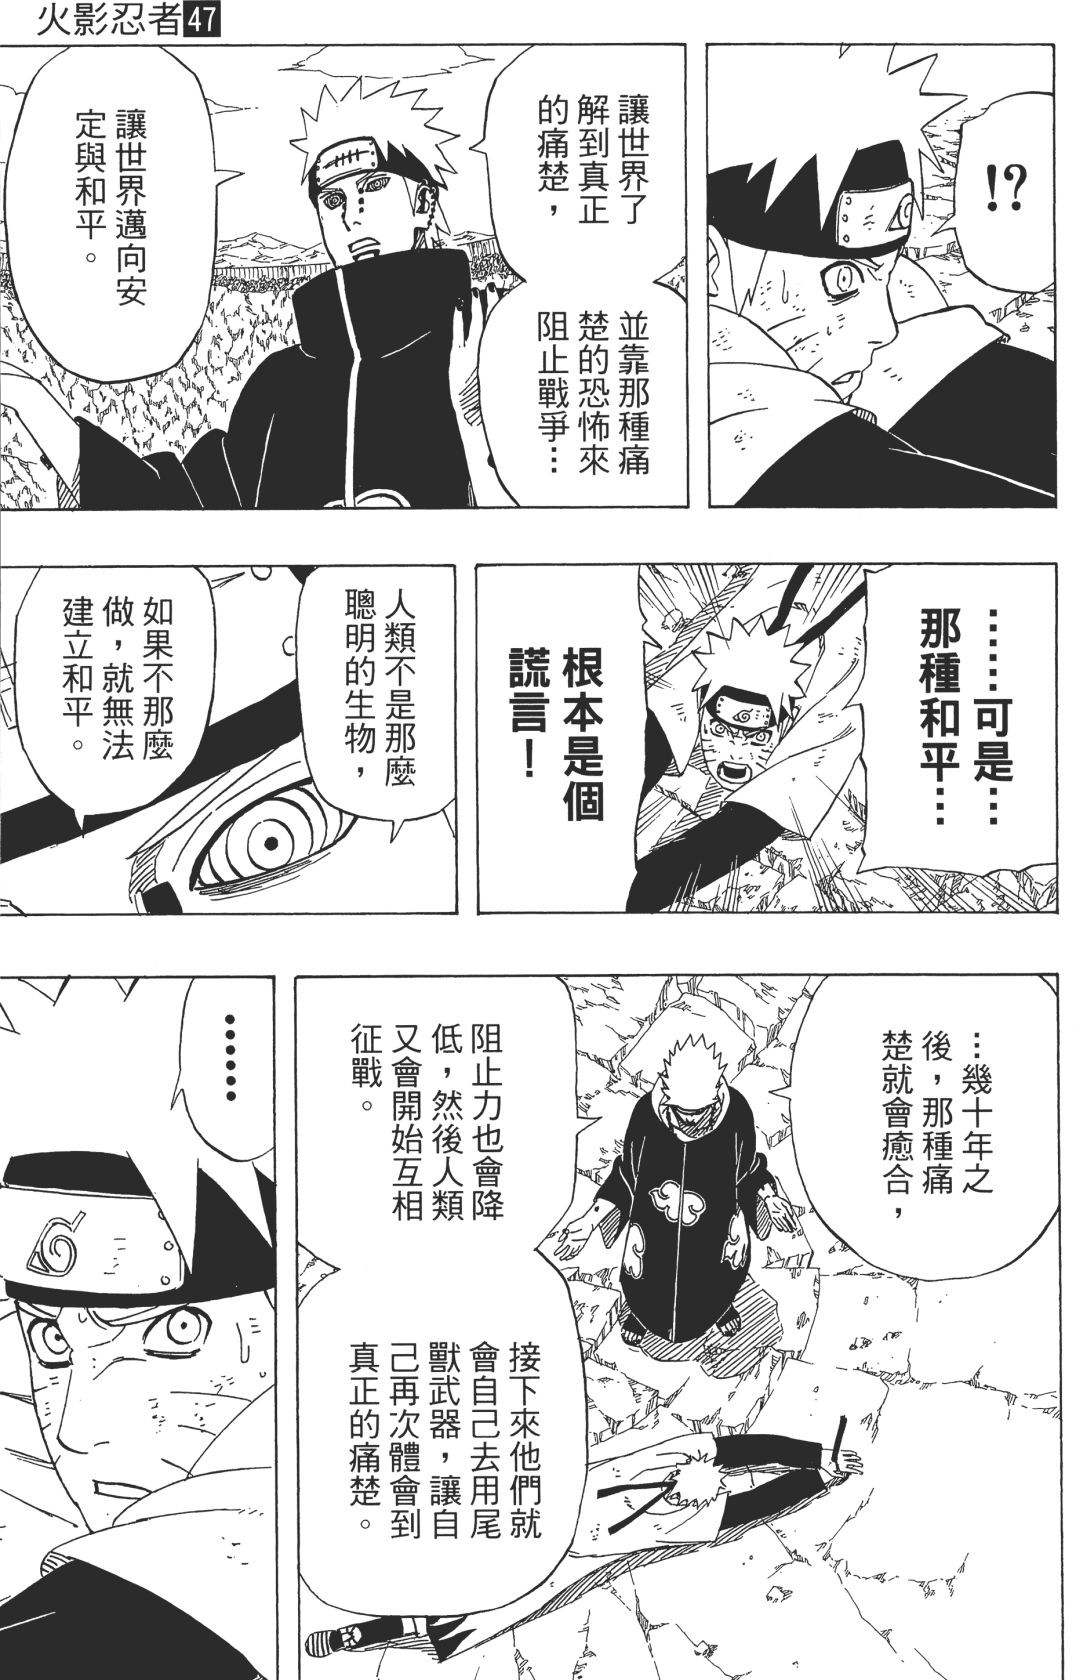 火影忍者47
!?
讓世界了
解到真正
的痛楚，
並靠那種痛
楚的恐怖來
阻止戰爭…
讓世界邁向安
定與和平。
……可是…
那種和平…
根本是個
謊言！
人類不是那麼
聰明的生物，
如果不那麼
做，就無法
建立和平。
…幾十年之
後，那種痛
楚就會癒合，
阻止力也會降
低，然後人類
又會開始互相
征戰。
接下來他們就
會自己去用尾
獸武器，讓自
己再次體會到
真正的痛楚。
……